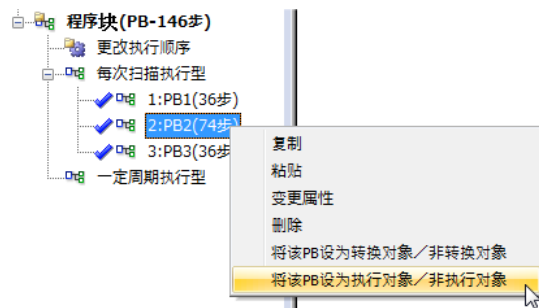 程序块(PB-146步)
更改执行顺序
每次扫描执行型
1:PB1(36步)
2:PB2(74步)
3:PB3(36步
一定周期执行型
复制
粘贴
变更属性
删除
将该PB设为转换对象／非转换对象
将该PB设为执行对象／非执行对象